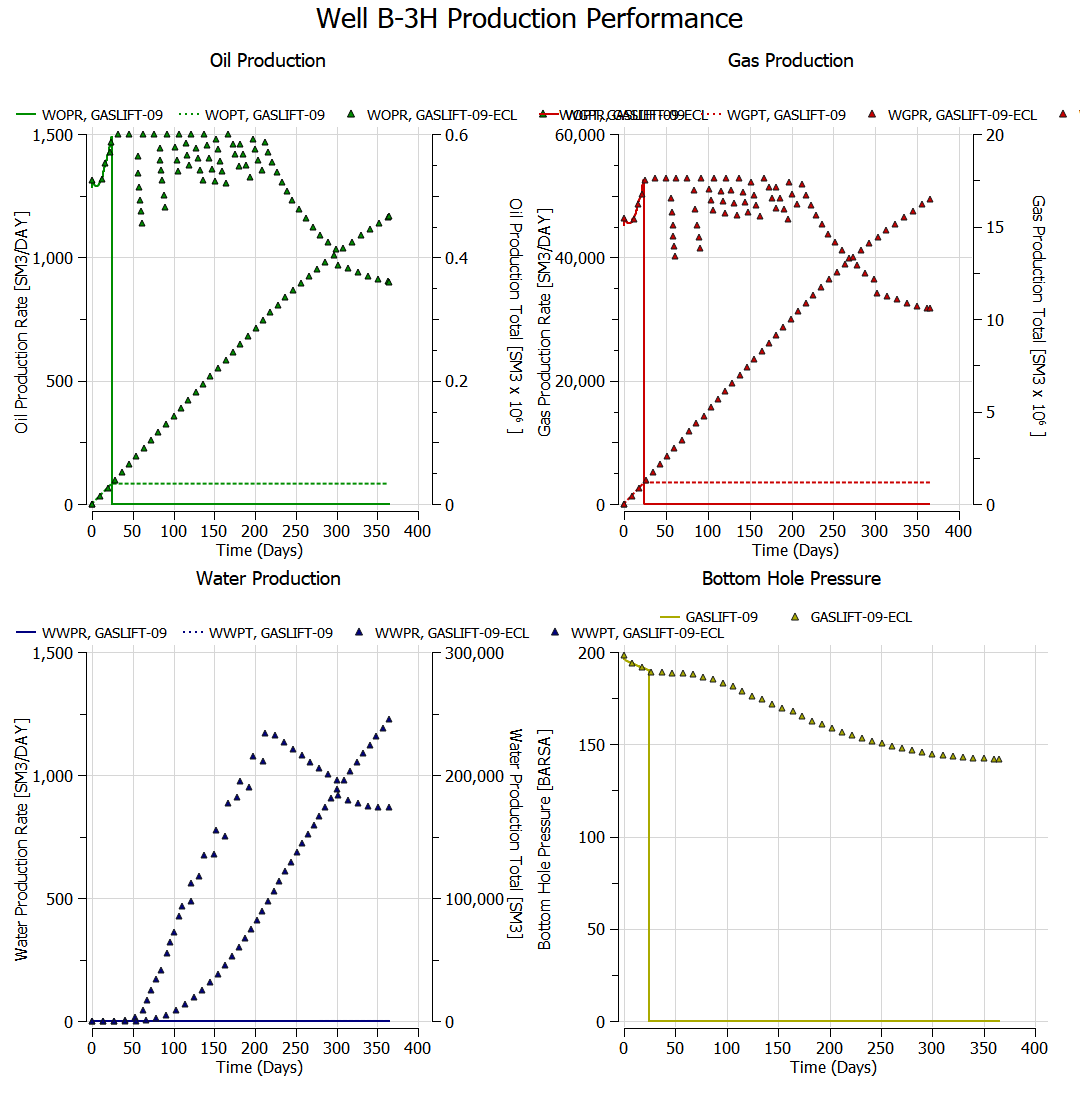 Well B-3H Production Performance
Oil Production
WOPR, GASLIFT-09 WOPT, GASLIFT-09 WOPR, GASLIFT-09-ECL
1,500
1,000
500
0
Oil Production Rate [SM3/DAY]
0.6
0.4
0.2
0
Oil Production Total [SM3 x 10⁶ ]
0 50 100 150 200 250 300 350 400
Time (Days)
Gas Production
WGPT, GASLIFT-09 WGPR, GASLIFT-09-ECL
60,000
40,000
20,000
0
Gas Production Rate [SM3/DAY]
20
15
10
5
0
Gas Production Total [SM3 x 10⁶ ]
0 50 100 150 200 250 300 350 400
Time (Days)
Water Production
WWPR, GASLIFT-09 WWPT, GASLIFT-09 WWPR, GASLIFT-09-ECL WWPT, GASLIFT-09-ECL
1,500
1,000
500
0
Water Production Rate [SM3/DAY]
300,000
200,000
100,000
0
Water Production Total [SM3]
0 50 100 150 200 250 300 350 400
Time (Days)
Bottom Hole Pressure
GASLIFT-09 GASLIFT-09-ECL
200
150
100
50
0
Bottom Hole Pressure [BARSA]
0 50 100 150 200 250 300 350 400
Time (Days)